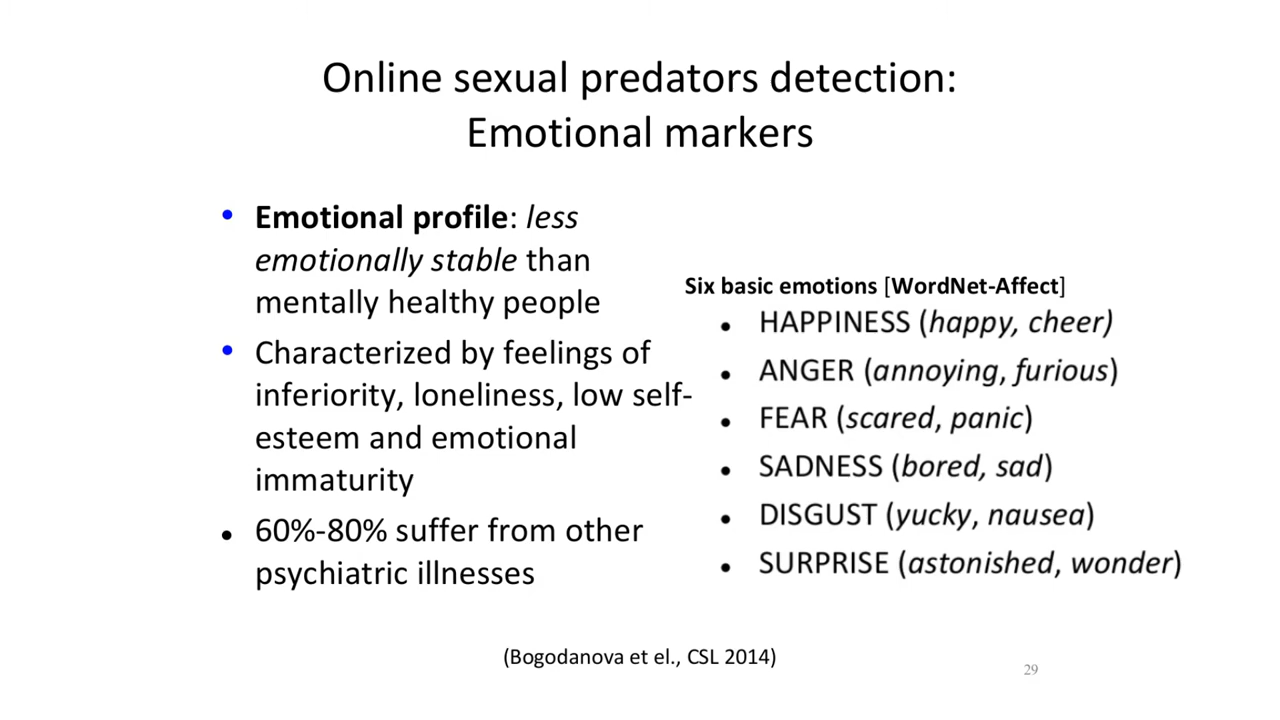 Online sexual predators detection:
Emotional markers
• Emotional profile: less
emotionally stable than
mentally healthy people
• Characterized by feelings of
inferiority, loneliness, low self-
esteem and emotional
immaturity
• 60%-80% suffer from other
psychiatric illnesses
Six basic emotions [WordNet-Affect]
• HAPPINESS (happy, cheer)
• ANGER (annoying, furious)
• FEAR (scared, panic)
• SADNESS (bored, sad)
• DISGUST (yucky, nausea)
• SURPRISE (astonished, wonder)
(Bogodanova et el., CSL 2014)
29